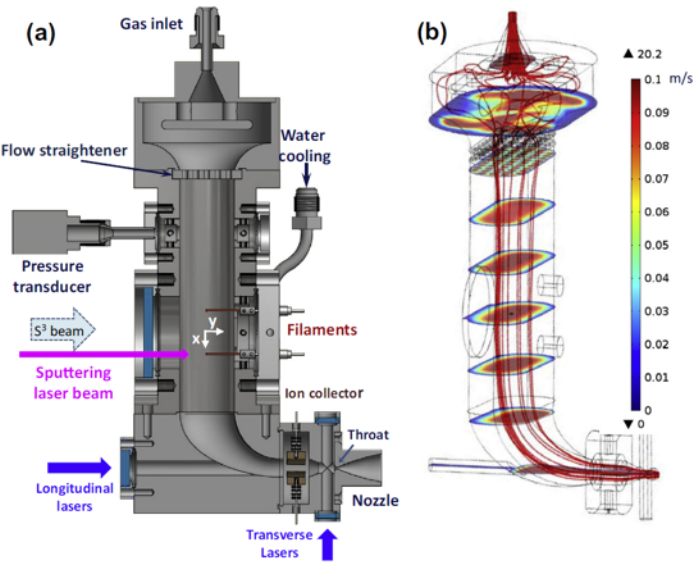 (a)
Gas inlet
Flow straightener
Water
cooling
Pressure
transducer
S³ beam
y
x
Filaments
Sputtering
laser beam
Ion collector
Throat
Longitudinal
lasers
Nozzle
Transverse
Lasers
(b)
▲ 20.2
0.1 m/s
0.09
0.08
0.07
0.06
0.05
0.04
0.03
0.02
0.01
0
▼ 0